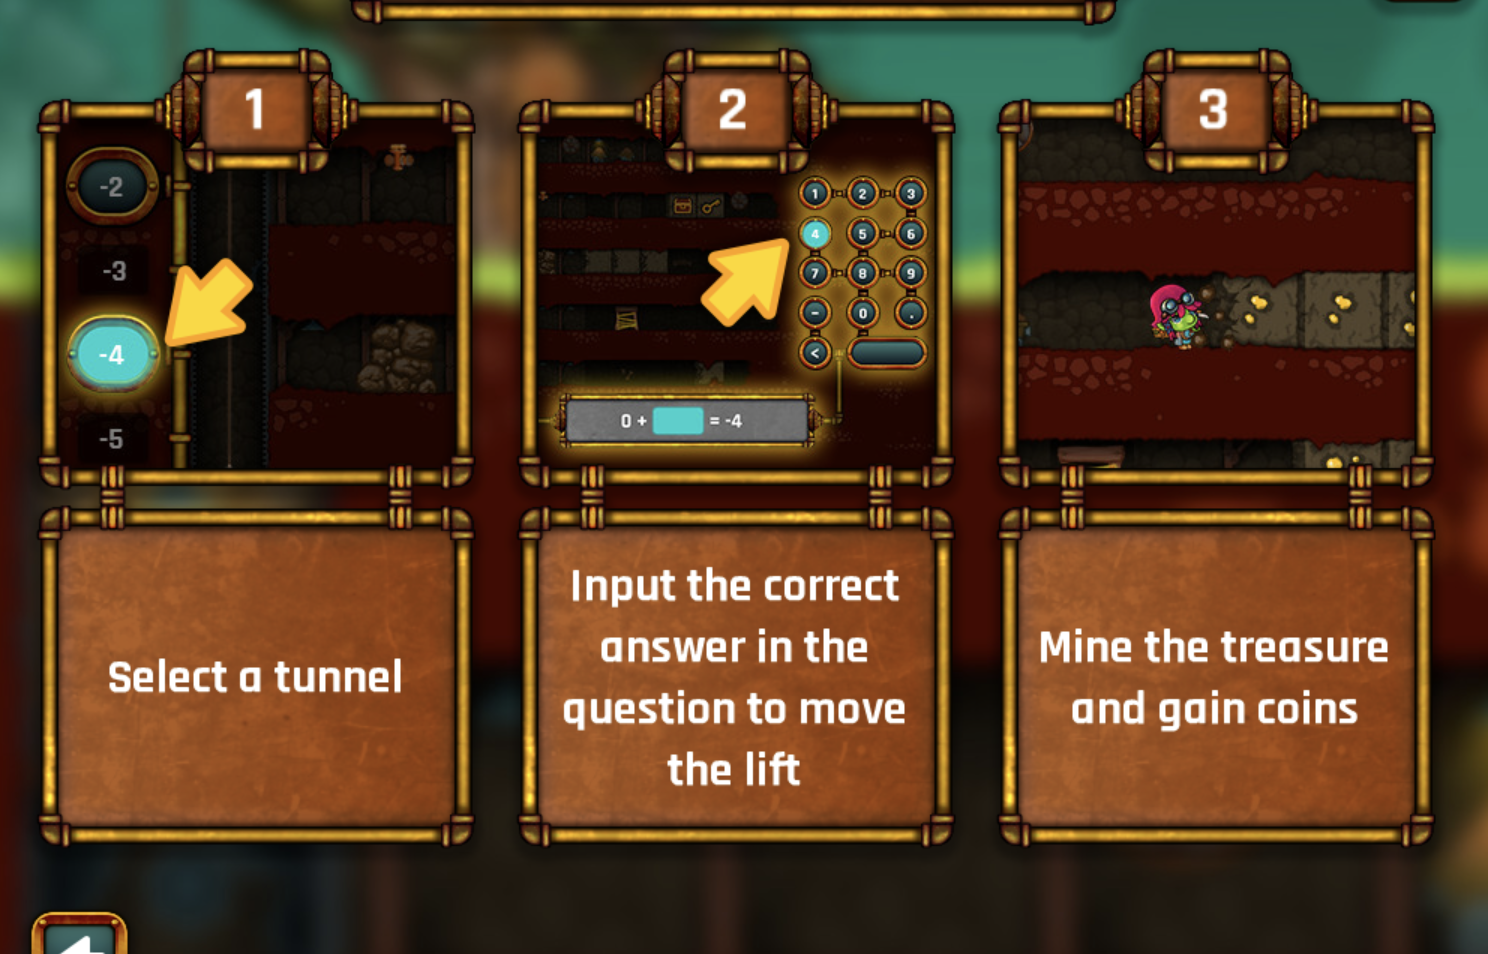 1
-2
-3
-4
-5
Select a tunnel
2
1 2 3
4 5 6
7 8 9
- 0 .
<
0 + = -4
Input the correct
answer in the
question to move
the lift
3
Mine the treasure
and gain coins